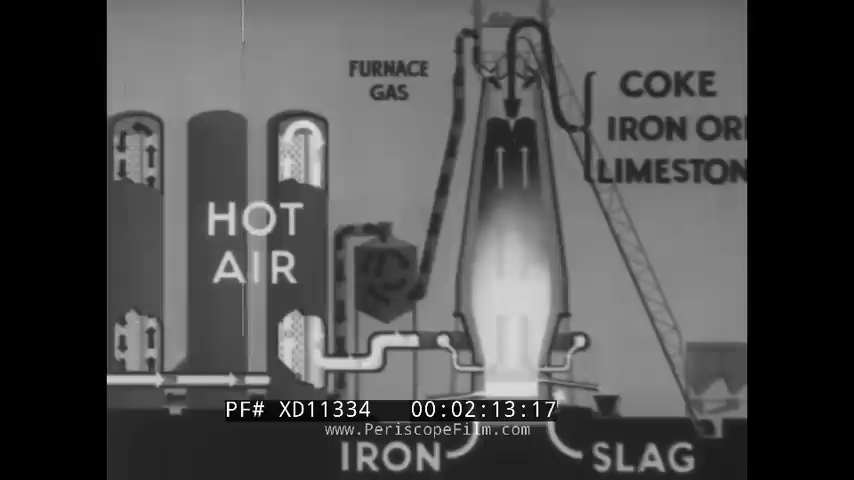 FURNACE
GAS
COKE
IRON OR
LIMESTON
HOT
AIR
PF# XD11334 00:02:13:17
www.PeriscopeFilm.com
IRON
SLAG